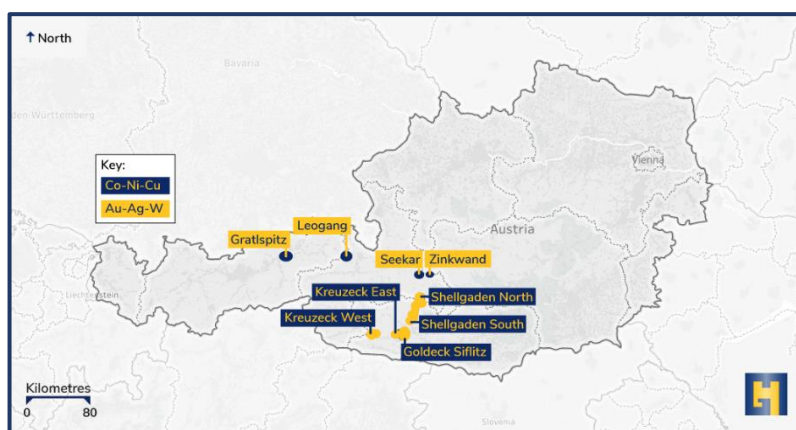 ↑ North
Bavaria
den-Württemberg
Key:
Co-Ni-Cu
Au-Ag-W
Vienna
Leogang
Gratlspitz
Austria
Seekar
Zinkwand
Liechtenstein
Kreuzeck East
Shellgaden North
Kreuzeck West
Shellgaden South
Goldeck Siflitz
Kilometres
0 80
Slovenia